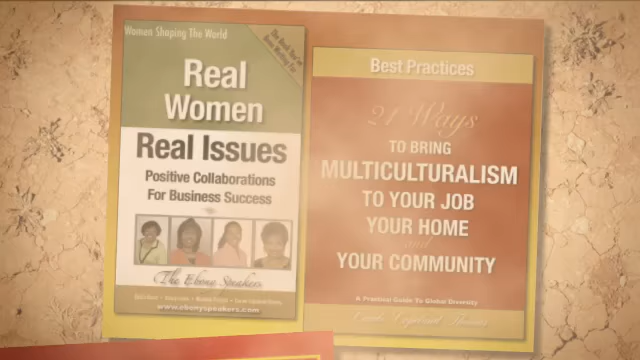 Women Shaping The World
Real
Women
Real Issues
Positive Collaborations
For Business Success
The Ebony Speakers
www.ebonyspeakers.com
Best Practices
21 Ways
TO BRING
MULTICULTURALISM
TO YOUR JOB
YOUR HOME
and
YOUR COMMUNITY
A Practical Guide To Global Diversity